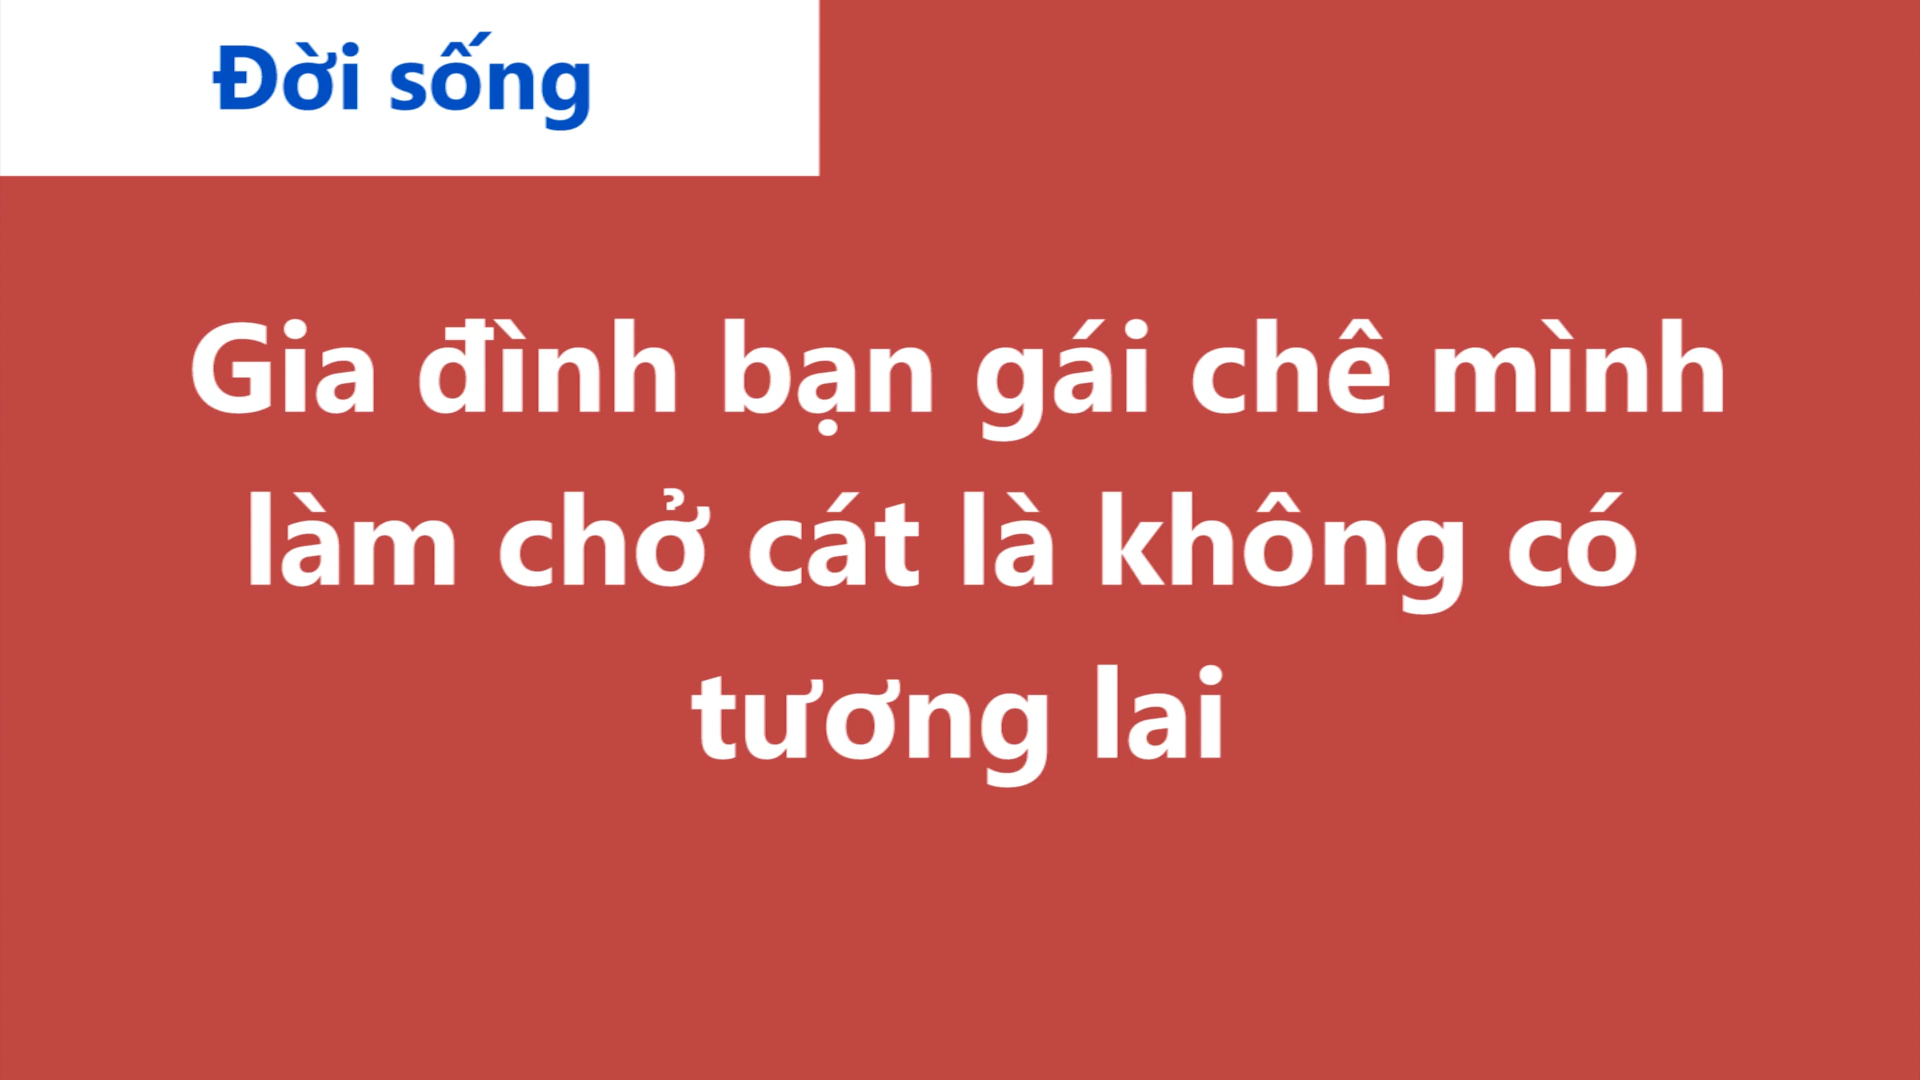 Đời sống
Gia đình bạn gái chê mình
làm chở cát là không có
tương lai